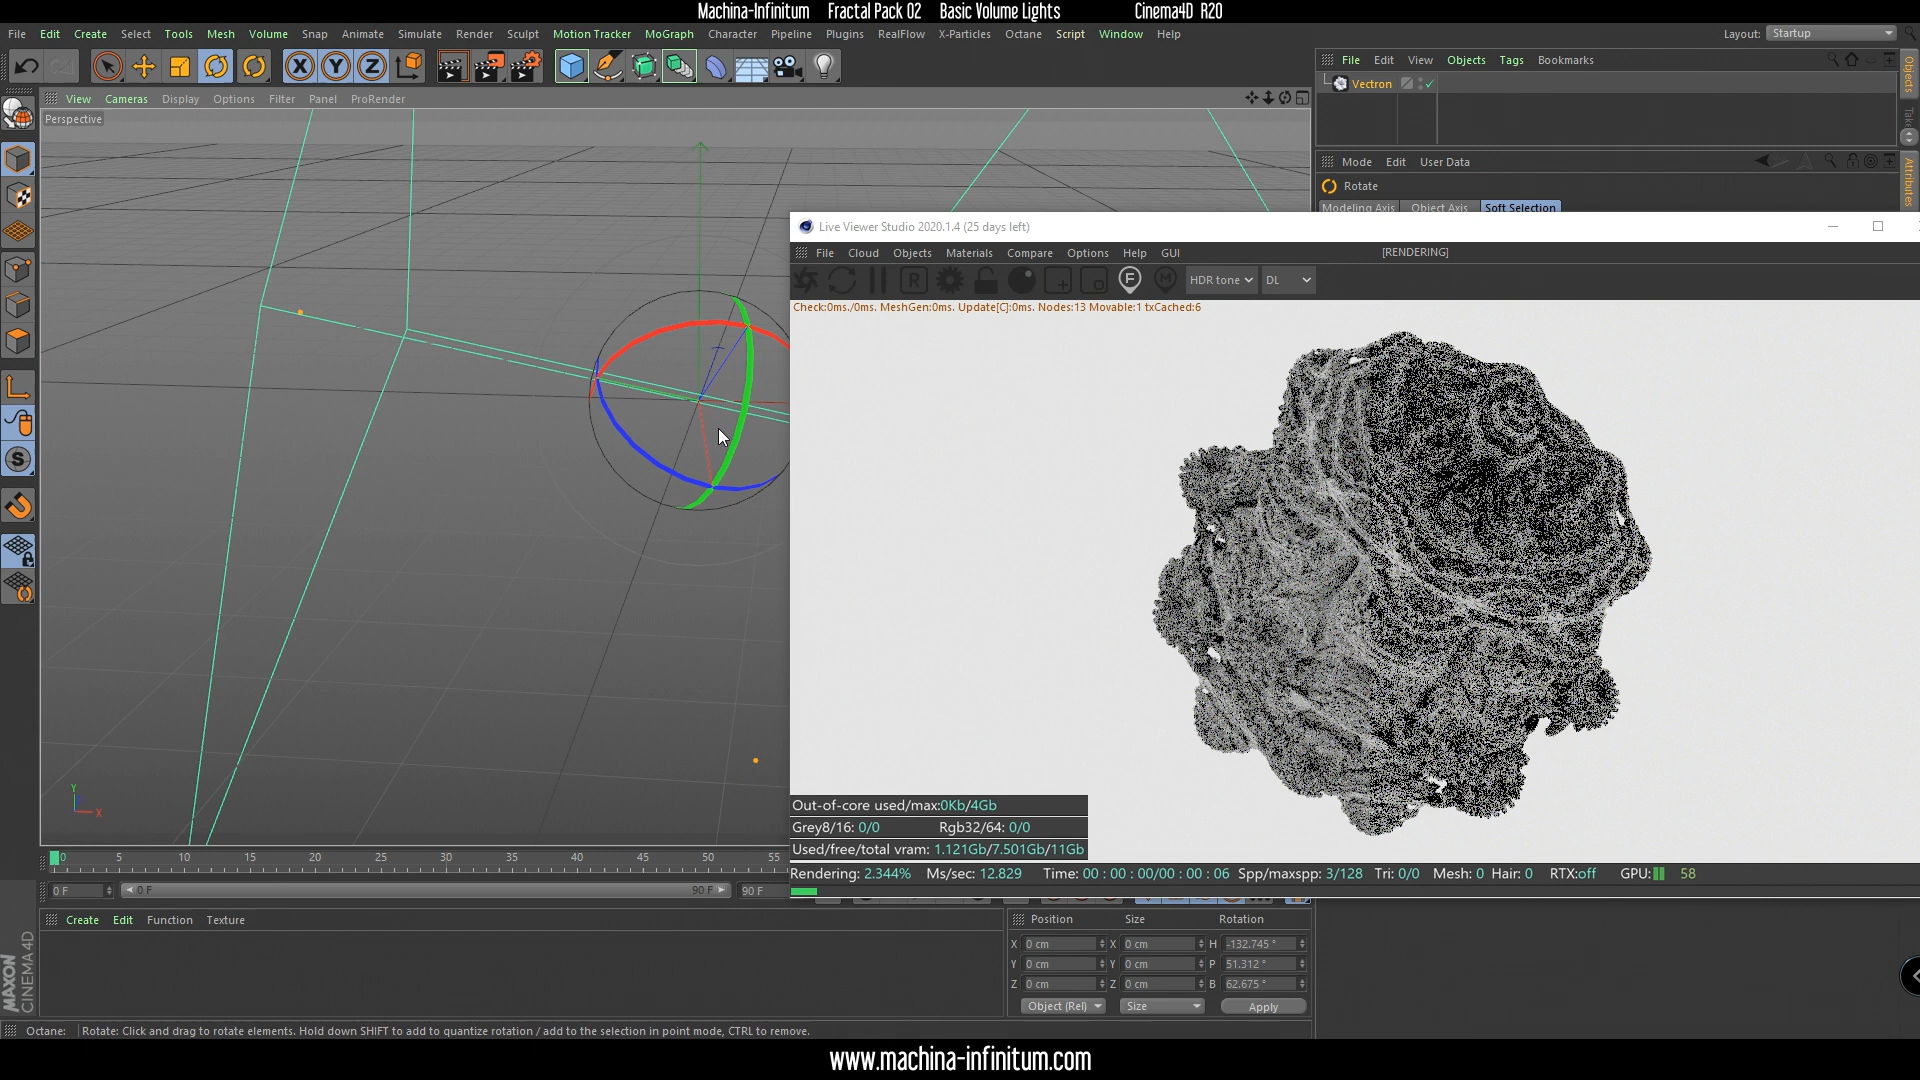 Machina-Infinitum Fractal Pack 02 Basic Volume Lights Cinema4D R20
File Edit Create Select Tools Mesh Volume Snap Animate Simulate Render Sculpt Motion Tracker MoGraph Character Pipeline Plugins RealFlow X-Particles Octane Script Window Help
Layout: Startup
X Y Z
View Cameras Display Options Filter Panel ProRender
Perspective
File Edit View Objects Tags Bookmarks
Vectron
Objects
Take
Mode Edit User Data
Attributes
Rotate
Modeling Axis Object Axis Soft Selection
Live Viewer Studio 2020.1.4 (25 days left)
File Cloud Objects Materials Compare Options Help GUI [RENDERING]
R F M HDR tone DL
Check:0ms./0ms. MeshGen:0ms. Update[C]:0ms. Nodes:13 Movable:1 txCached:6
S
Y
X
Out-of-core used/max:0Kb/4Gb
Grey8/16: 0/0 Rgb32/64: 0/0
Used/free/total vram: 1.121Gb/7.501Gb/11Gb
Rendering: 2.344% Ms/sec: 12.829 Time: 00 : 00 : 00/00 : 00 : 06 Spp/maxspp: 3/128 Tri: 0/0 Mesh: 0 Hair: 0 RTX:off GPU: 58
0 5 10 15 20 25 30 35 40 45 50 55
0 F 0 F 90 F 90 F
Create Edit Function Texture
Position Size Rotation
X 0 cm X 0 cm H -132.745 °
Y 0 cm Y 0 cm P 51.312 °
Z 0 cm Z 0 cm B 62.675 °
Object (Rel) Size Apply
MAXON
CINEMA 4D
Octane: Rotate: Click and drag to rotate elements. Hold down SHIFT to add to quantize rotation / add to the selection in point mode, CTRL to remove.
www.machina-infinitum.com